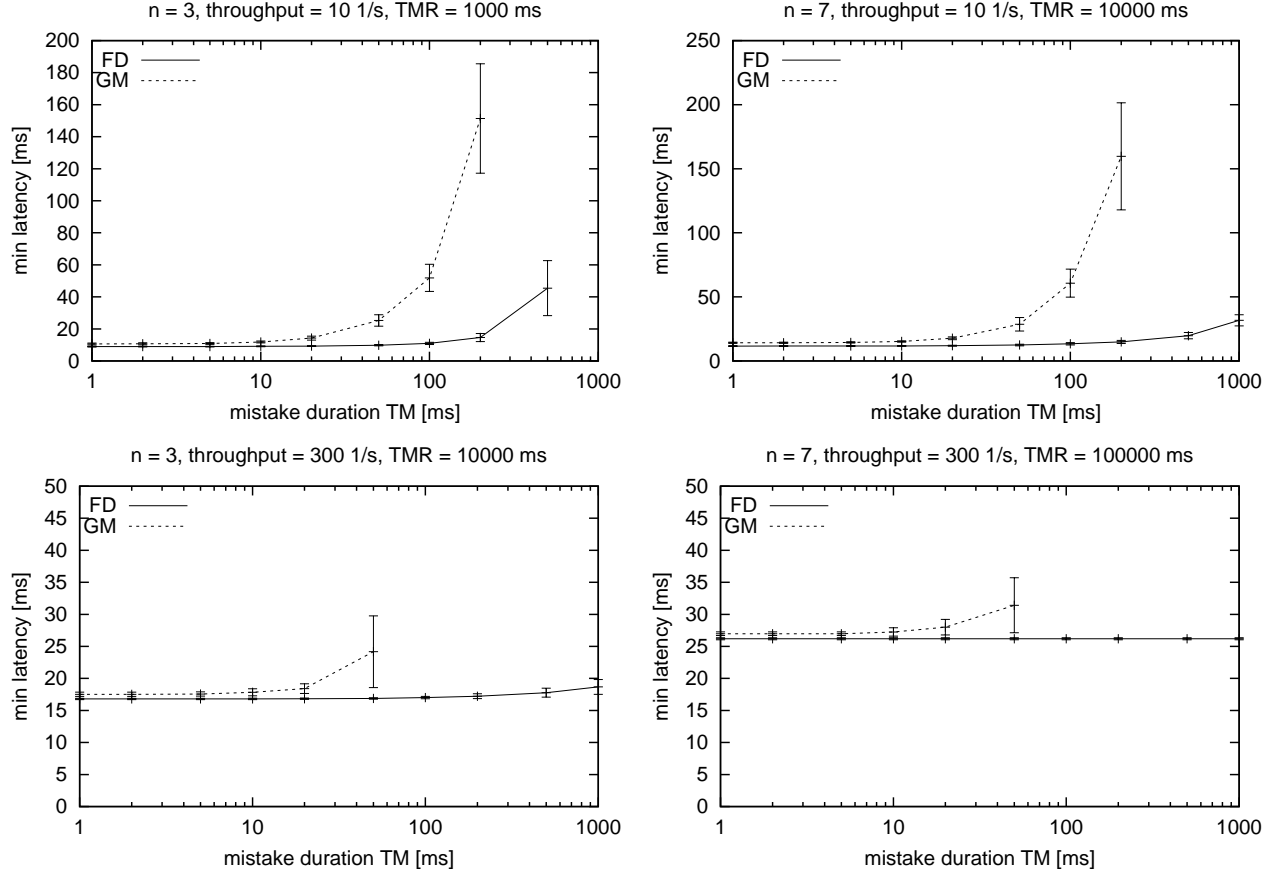 n = 3, throughput = 10 1/s, TMR = 1000 ms
min latency [ms]
200
180
160
140
120
100
80
60
40
20
0
FD
GM
1 10 100 1000
mistake duration TM [ms]
n = 7, throughput = 10 1/s, TMR = 10000 ms
min latency [ms]
250
200
150
100
50
0
FD
GM
1 10 100 1000
mistake duration TM [ms]
n = 3, throughput = 300 1/s, TMR = 10000 ms
min latency [ms]
50
45
40
35
30
25
20
15
10
5
0
FD
GM
1 10 100 1000
mistake duration TM [ms]
n = 7, throughput = 300 1/s, TMR = 100000 ms
min latency [ms]
50
45
40
35
30
25
20
15
10
5
0
FD
GM
1 10 100 1000
mistake duration TM [ms]